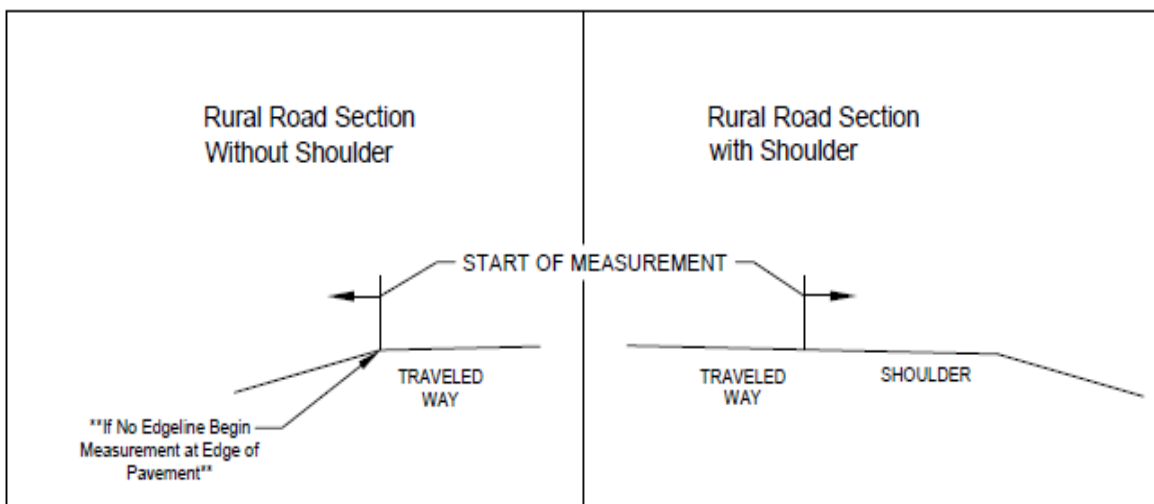 Rural Road Section
Without Shoulder
Rural Road Section
with Shoulder
START OF MEASUREMENT
TRAVELED
WAY
**If No Edgeline Begin
Measurement at Edge of
Pavement**
TRAVELED
WAY
SHOULDER